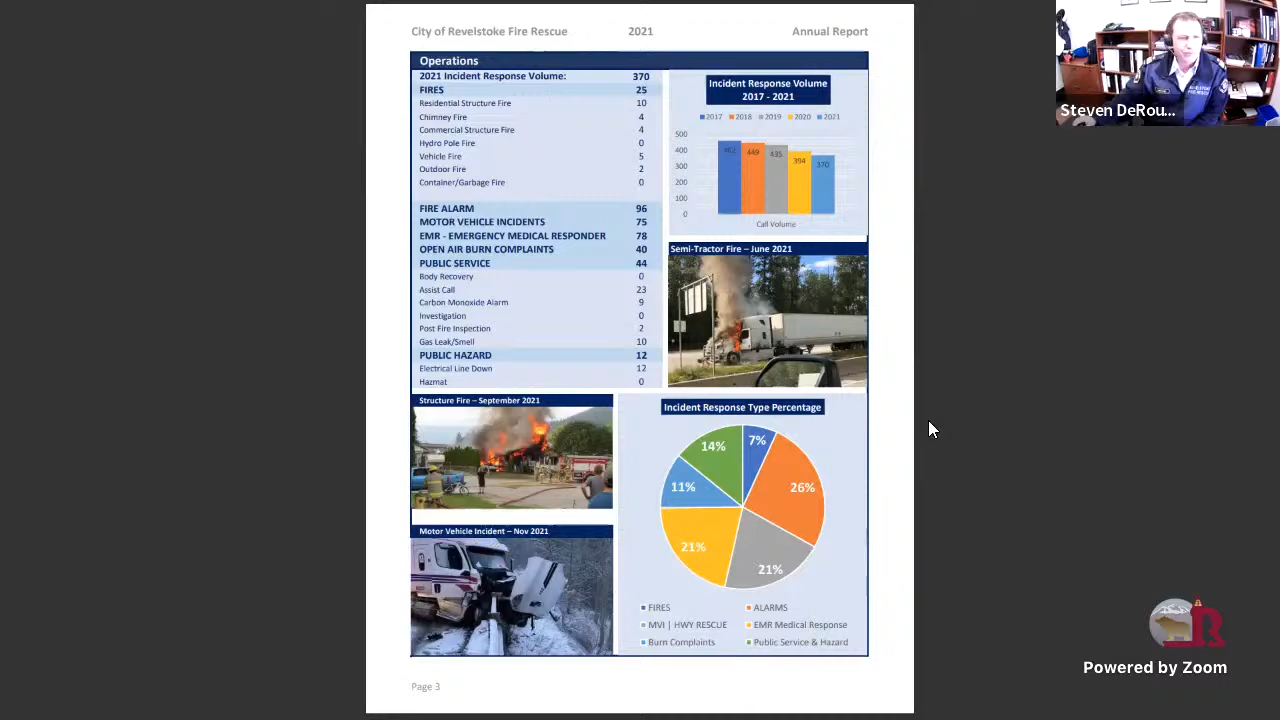 City of Revelstoke Fire Rescue 2021 Annual Report
Operations
2021 Incident Response Volume: 370
FIRES 25
Residential Structure Fire 10
Chimney Fire 4
Commercial Structure Fire 4
Hydro Pole Fire 0
Vehicle Fire 5
Outdoor Fire 2
Container/Garbage Fire 0
FIRE ALARM 96
MOTOR VEHICLE INCIDENTS 75
EMR - EMERGENCY MEDICAL RESPONDER 78
OPEN AIR BURN COMPLAINTS 40
PUBLIC SERVICE 44
Body Recovery 0
Assist Call 23
Carbon Monoxide Alarm 9
Investigation 0
Post Fire Inspection 2
Gas Leak/Smell 10
PUBLIC HAZARD 12
Electrical Line Down 12
Hazmat 0
Incident Response Volume
2017 - 2021
2017 2018 2019 2020 2021
500
400
300
200
100
0
449 435 394 370
Call Volume
Semi-Tractor Fire – June 2021
Structure Fire – September 2021
Motor Vehicle Incident – Nov 2021
Incident Response Type Percentage
7%
26%
21%
21%
11%
14%
FIRES ALARMS
MVI | HWY RESCUE EMR Medical Response
Burn Complaints Public Service & Hazard
Page 3
Steven DeRou...
R
Powered by Zoom